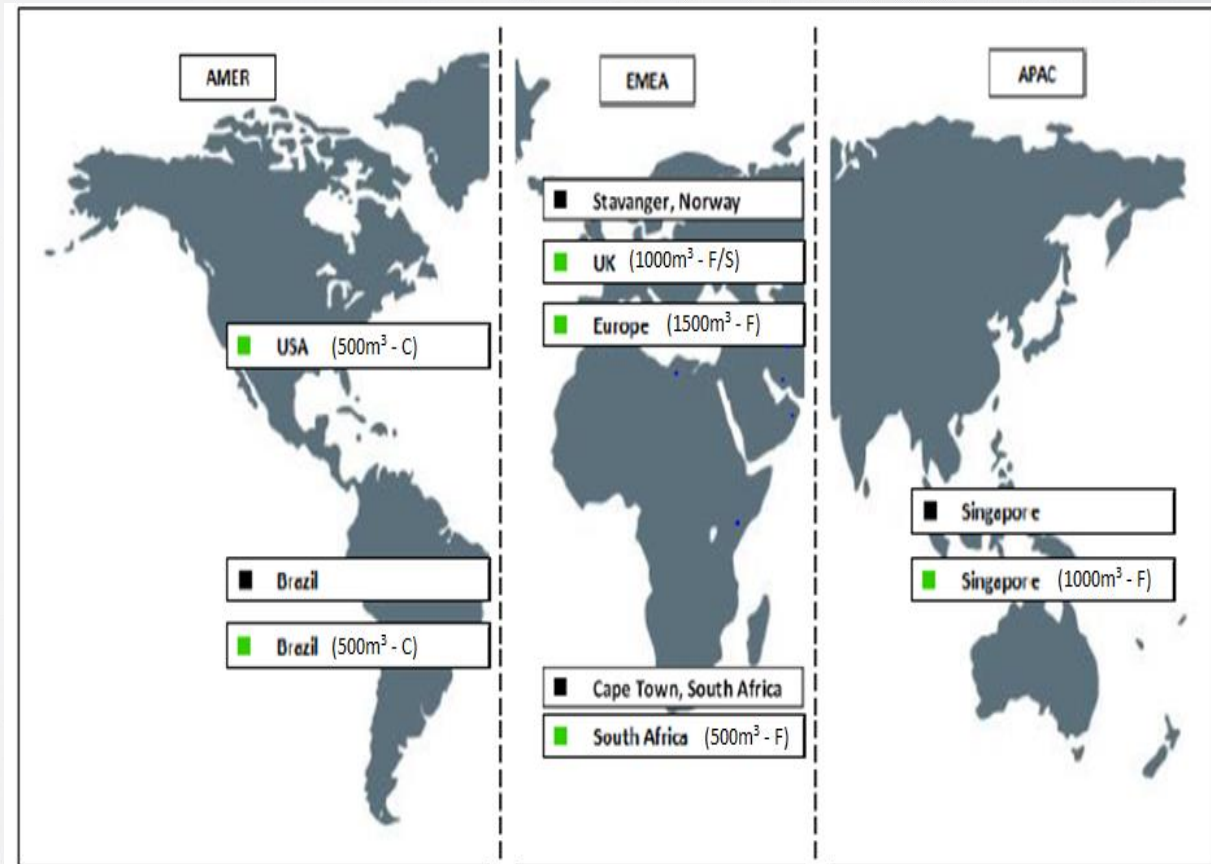 AMER
EMEA
APAC
Stavanger, Norway
UK (1000m³ - F/S)
Europe (1500m³ - F)
USA (500m³ - C)
Singapore
Brazil
Singapore (1000m³ - F)
Brazil (500m³ - C)
Cape Town, South Africa
South Africa (500m³ - F)